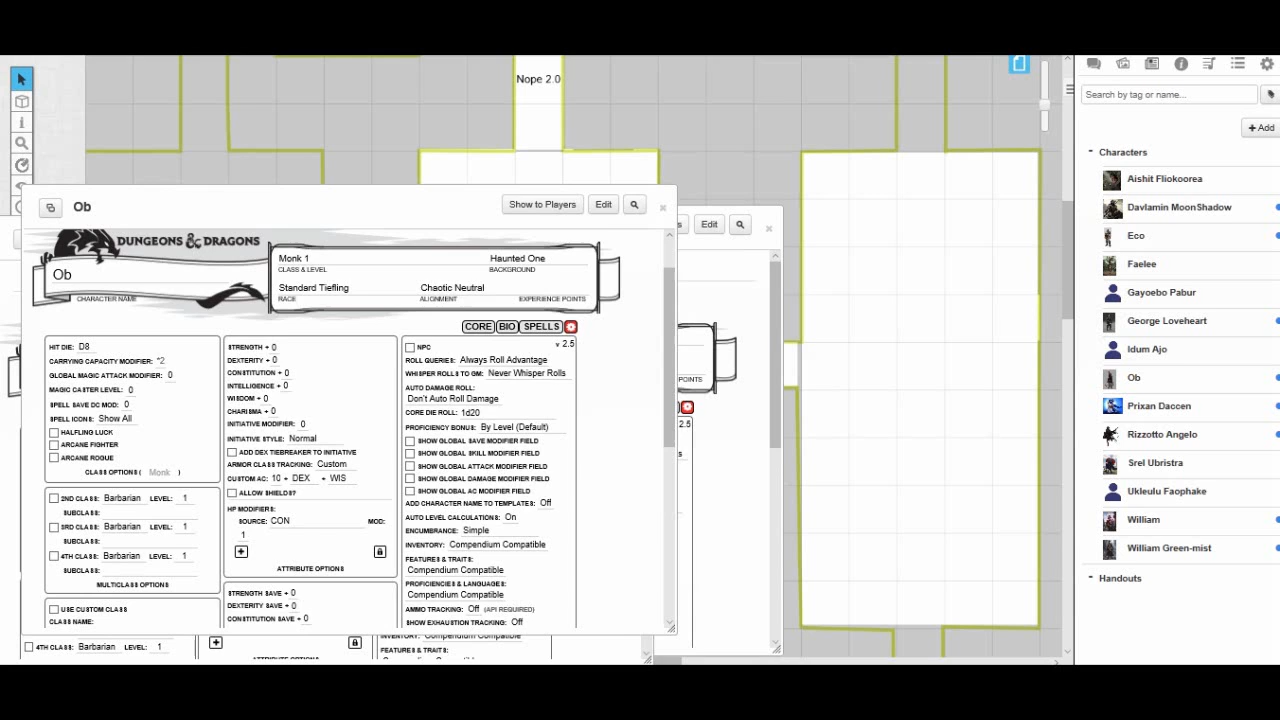 Nope 2.0
Search by tag or name...
+ Add
Characters
Aishit Fliokoorea
Davlamin MoonShadow
Eco
Faelee
Gayoebo Pabur
George Loveheart
Idum Ajo
Ob
Prixan Daccen
Rizzotto Angelo
Srel Ubristra
Ukleulu Faophake
William
William Green-mist
Handouts
Ob
Show to Players
Edit
DUNGEONS & DRAGONS
Ob
CHARACTER NAME
Monk 1
Haunted One
CLASS & LEVEL
BACKGROUND
Standard Tiefling
Chaotic Neutral
RACE
ALIGNMENT
EXPERIENCE POINTS
CORE BIO SPELLS
HIT DIE: D8
CARRYING CAPACITY MODIFIER: *2
GLOBAL MAGIC ATTACK MODIFIER: 0
MAGIC CASTER LEVEL: 0
SPELL SAVE DC MOD: 0
SPELL ICONS: Show All
HALFLING LUCK
ARCANE FIGHTER
ARCANE ROGUE
CLASS OPTIONS ( Monk )
2ND CLASS: Barbarian LEVEL: 1
SUBCLASS:
3RD CLASS: Barbarian LEVEL: 1
SUBCLASS:
4TH CLASS: Barbarian LEVEL: 1
SUBCLASS:
MULTICLASS OPTIONS
USE CUSTOM CLASS
CLASS NAME:
STRENGTH + 0
DEXTERITY + 0
CONSTITUTION + 0
INTELLIGENCE + 0
WISDOM + 0
CHARISMA + 0
INITIATIVE MODIFIER: 0
INITIATIVE STYLE: Normal
ADD DEX TIEBREAKER TO INITIATIVE
ARMOR CLASS TRACKING: Custom
CUSTOM AC: 10 + DEX + WIS
ALLOW SHIELDS?
HP MODIFIERS:
SOURCE: CON MOD:
1
ATTRIBUTE OPTIONS
STRENGTH SAVE + 0
DEXTERITY SAVE + 0
CONSTITUTION SAVE + 0
NPC
v 2.5
ROLL QUERIES: Always Roll Advantage
WHISPER ROLLS TO GM: Never Whisper Rolls
AUTO DAMAGE ROLL:
Don't Auto Roll Damage
CORE DIE ROLL: 1d20
PROFICIENCY BONUS: By Level (Default)
SHOW GLOBAL SAVE MODIFIER FIELD
SHOW GLOBAL SKILL MODIFIER FIELD
SHOW GLOBAL ATTACK MODIFIER FIELD
SHOW GLOBAL DAMAGE MODIFIER FIELD
SHOW GLOBAL AC MODIFIER FIELD
ADD CHARACTER NAME TO TEMPLATES: Off
AUTO LEVEL CALCULATIONS: On
ENCUMBRANCE: Simple
INVENTORY: Compendium Compatible
FEATURES & TRAITS:
Compendium Compatible
PROFICIENCIES & LANGUAGES:
Compendium Compatible
AMMO TRACKING: Off (API REQUIRED)
SHOW EXHAUSTION TRACKING: Off
s
Edit
POINTS
2.5
s
4TH CLASS: Barbarian LEVEL: 1
INVENTORY: Compendium Compatible
FEATURES & TRAITS: